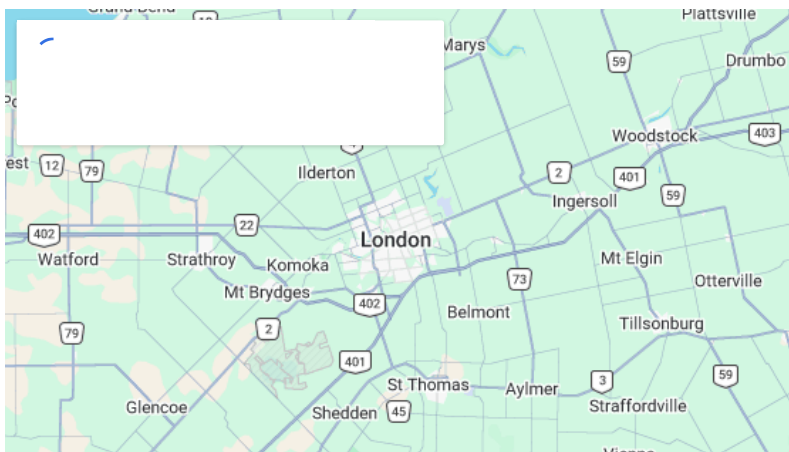 Grand Bend
Plattsville
Marys
59
Drumbo
Woodstock
403
est
12
79
Ilderton
2
401
59
Ingersoll
22
402
London
Watford
Strathroy
Komoka
Mt Elgin
73
Otterville
Mt Brydges
402
Belmont
79
2
Tillsonburg
401
St Thomas
Aylmer
3
59
Glencoe
Shedden
45
Straffordville